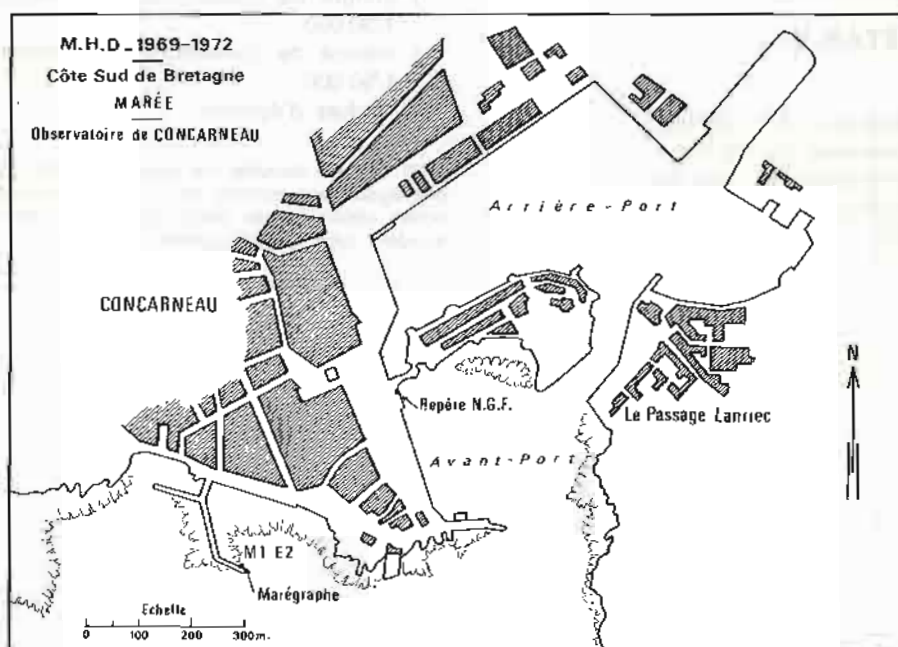 M.H.D_1969-1972
Côte Sud de Bretagne
MARÉE
Observatoire de CONCARNEAU
Arrière-Port
CONCARNEAU
Repère N.G.F.
Le Passage Lanriec
N
Avant-Port
M1 E2
Marégraphe
Echelle
0 100 200 300m.